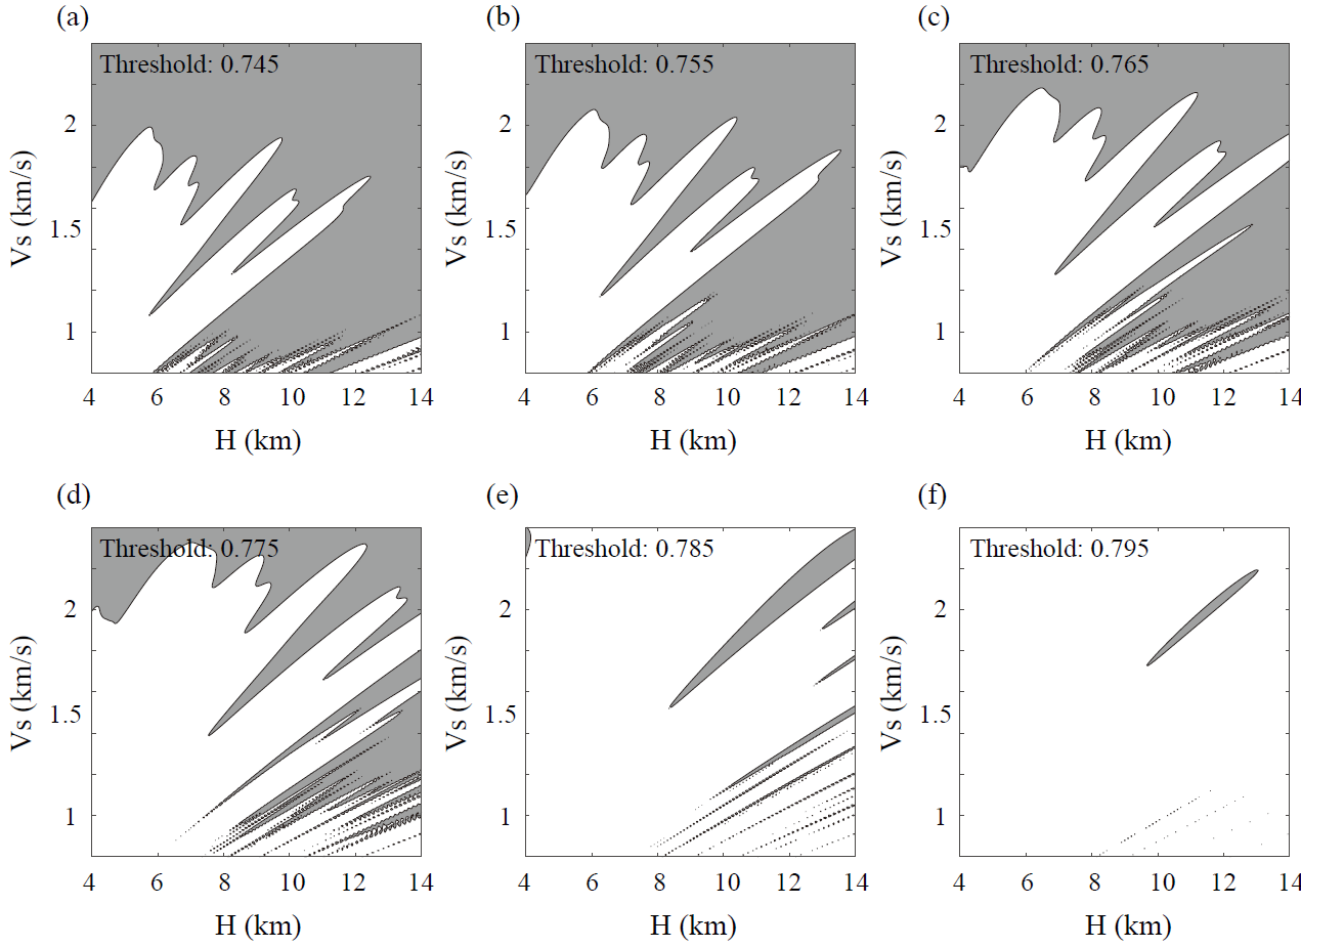 (a)
Threshold: 0.745
2
1.5
1
Vs (km/s)
4 6 8 10 12 14
H (km)
(b)
Threshold: 0.755
2
1.5
1
Vs (km/s)
4 6 8 10 12 14
H (km)
(c)
Threshold: 0.765
2
1.5
1
Vs (km/s)
4 6 8 10 12 14
H (km)
(d)
Threshold: 0.775
2
1.5
1
Vs (km/s)
4 6 8 10 12 14
H (km)
(e)
Threshold: 0.785
2
1.5
1
Vs (km/s)
4 6 8 10 12 14
H (km)
(f)
Threshold: 0.795
2
1.5
1
Vs (km/s)
4 6 8 10 12 14
H (km)